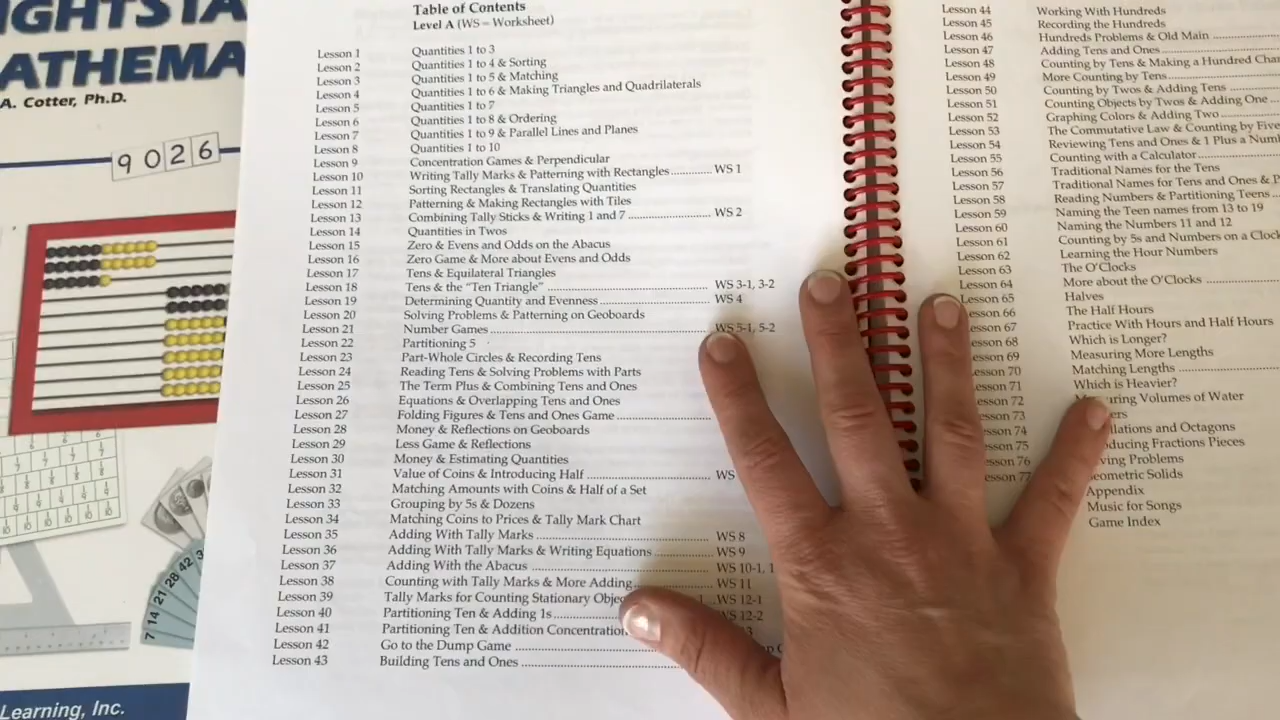 IGHTSTA
ATHEMA
A. Cotter, Ph.D.
9026
7 14 21 28 42
Learning, Inc.
Table of Contents
Level A (WS = Worksheet)
Lesson 1 Quantities 1 to 3
Lesson 2 Quantities 1 to 4 & Sorting
Lesson 3 Quantities 1 to 5 & Matching
Lesson 4 Quantities 1 to 6 & Making Triangles and Quadrilaterals
Lesson 5 Quantities 1 to 7
Lesson 6 Quantities 1 to 8 & Ordering
Lesson 7 Quantities 1 to 9 & Parallel Lines and Planes
Lesson 8 Quantities 1 to 10
Lesson 9 Concentration Games & Perpendicular
Lesson 10 Writing Tally Marks & Patterning with Rectangles ............ WS 1
Lesson 11 Sorting Rectangles & Translating Quantities
Lesson 12 Patterning & Making Rectangles with Tiles
Lesson 13 Combining Tally Sticks & Writing 1 and 7 ........................ WS 2
Lesson 14 Quantities in Twos
Lesson 15 Zero & Evens and Odds on the Abacus
Lesson 16 Zero Game & More about Evens and Odds
Lesson 17 Tens & Equilateral Triangles
Lesson 18 Tens & the "Ten Triangle" ................................................ WS 3-1, 3-2
Lesson 19 Determining Quantity and Evenness ................................ WS 4
Lesson 20 Solving Problems & Patterning on Geoboards
Lesson 21 Number Games ................................................................ WS 5-1, 5-2
Lesson 22 Partitioning 5
Lesson 23 Part-Whole Circles & Recording Tens
Lesson 24 Reading Tens & Solving Problems with Parts
Lesson 25 The Term Plus & Combining Tens and Ones
Lesson 26 Equations & Overlapping Tens and Ones
Lesson 27 Folding Figures & Tens and Ones Game ........................
Lesson 28 Money & Reflections on Geoboards
Lesson 29 Less Game & Reflections
Lesson 30 Money & Estimating Quantities
Lesson 31 Value of Coins & Introducing Half ................................ WS
Lesson 32 Matching Amounts with Coins & Half of a Set
Lesson 33 Grouping by 5s & Dozens
Lesson 34 Matching Coins to Prices & Tally Mark Chart
Lesson 35 Adding With Tally Marks ................................................ WS 8
Lesson 36 Adding With Tally Marks & Writing Equations ................ WS 9
Lesson 37 Adding With the Abacus ................................................ WS 10-1, 1
Lesson 38 Counting with Tally Marks & More Adding .................... WS 11
Lesson 39 Tally Marks for Counting Stationary Objec WS 12-1
Lesson 40 Partitioning Ten & Adding 1s ........................ WS 12-2
Lesson 41 Partitioning Ten & Addition Concentration
Lesson 42 Go to the Dump Game ................................
Lesson 43 Building Tens and Ones ................................
Lesson 44 Working With Hundreds
Lesson 45 Recording the Hundreds
Lesson 46 Hundreds Problems & Old Main ................
Lesson 47 Adding Tens and Ones ................
Lesson 48 Counting by Tens & Making a Hundred Char
Lesson 49 More Counting by Tens ................
Lesson 50 Counting by Twos & Adding Tens ........
Lesson 51 Counting Objects by Twos & Adding One ...
Lesson 52 Graphing Colors & Adding Two ........
Lesson 53 The Commutative Law & Counting by Five
Lesson 54 Reviewing Tens and Ones & 1 Plus a Num
Lesson 55 Counting with a Calculator ................
Lesson 56 Traditional Names for the Tens
Lesson 57 Traditional Names for Tens and Ones & P
Lesson 58 Reading Numbers & Partitioning Teens ...
Lesson 59 Naming the Teen names from 13 to 19
Lesson 60 Naming the Numbers 11 and 12
Lesson 61 Counting by 5s and Numbers on a Clock
Lesson 62 Learning the Hour Numbers
Lesson 63 The O'Clocks
Lesson 64 More about the O'Clocks ................
Lesson 65 Halves
Lesson 66 The Half Hours
Lesson 67 Practice With Hours and Half Hours
Lesson 68 Which is Longer?
Lesson 69 Measuring More Lengths
Lesson 70 Matching Lengths ................
Lesson 71 Which is Heavier?
Lesson 72 uring Volumes of Water
sson 73 ers
sson 74 lations and Octagons
sson 75 ducing Fractions Pieces
sson 76 ving Problems
sson 77 eometric Solids
Appendix
Music for Songs
Game Index